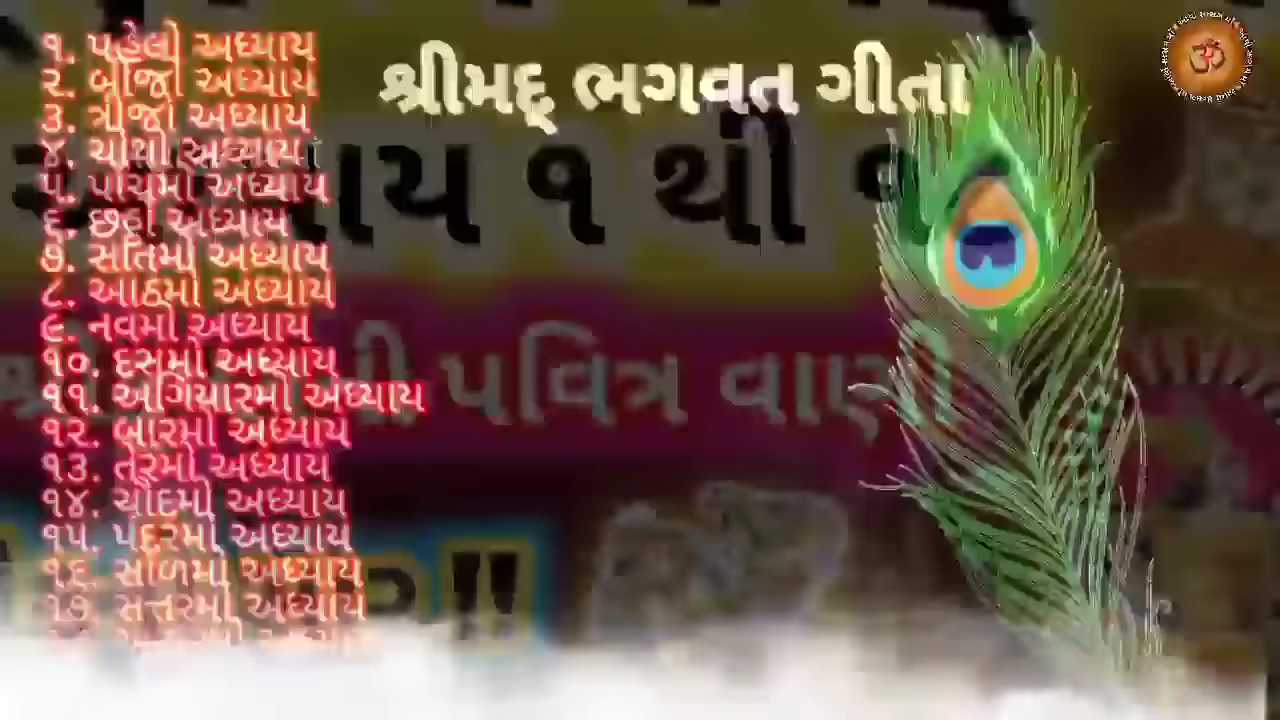 શ્રીમદ્ ભગવત ગીતા
૧. પહેલો અધ્યાય
૨. બીજો અધ્યાય
૩. ત્રીજો અધ્યાય
૪. ચોથો અધ્યાય
૫. પાંચમો અધ્યાય
૬. છઠ્ઠો અધ્યાય
૭. સાતમો અધ્યાય
૮. આઠમો અધ્યાય
૯. નવમો અધ્યાય
૧૦. દસમો અધ્યાય
૧૧. અગિયારમો અધ્યાય
૧૨. બારમો અધ્યાય
૧૩. તેરમો અધ્યાય
૧૪. ચૌદમો અધ્યાય
૧૫. પંદરમો અધ્યાય
૧૬. સોળમો અધ્યાય
૧૭. સત્તરમો અધ્યાય
૧ થી
પવિત્ર વાણી
!!
ૐ